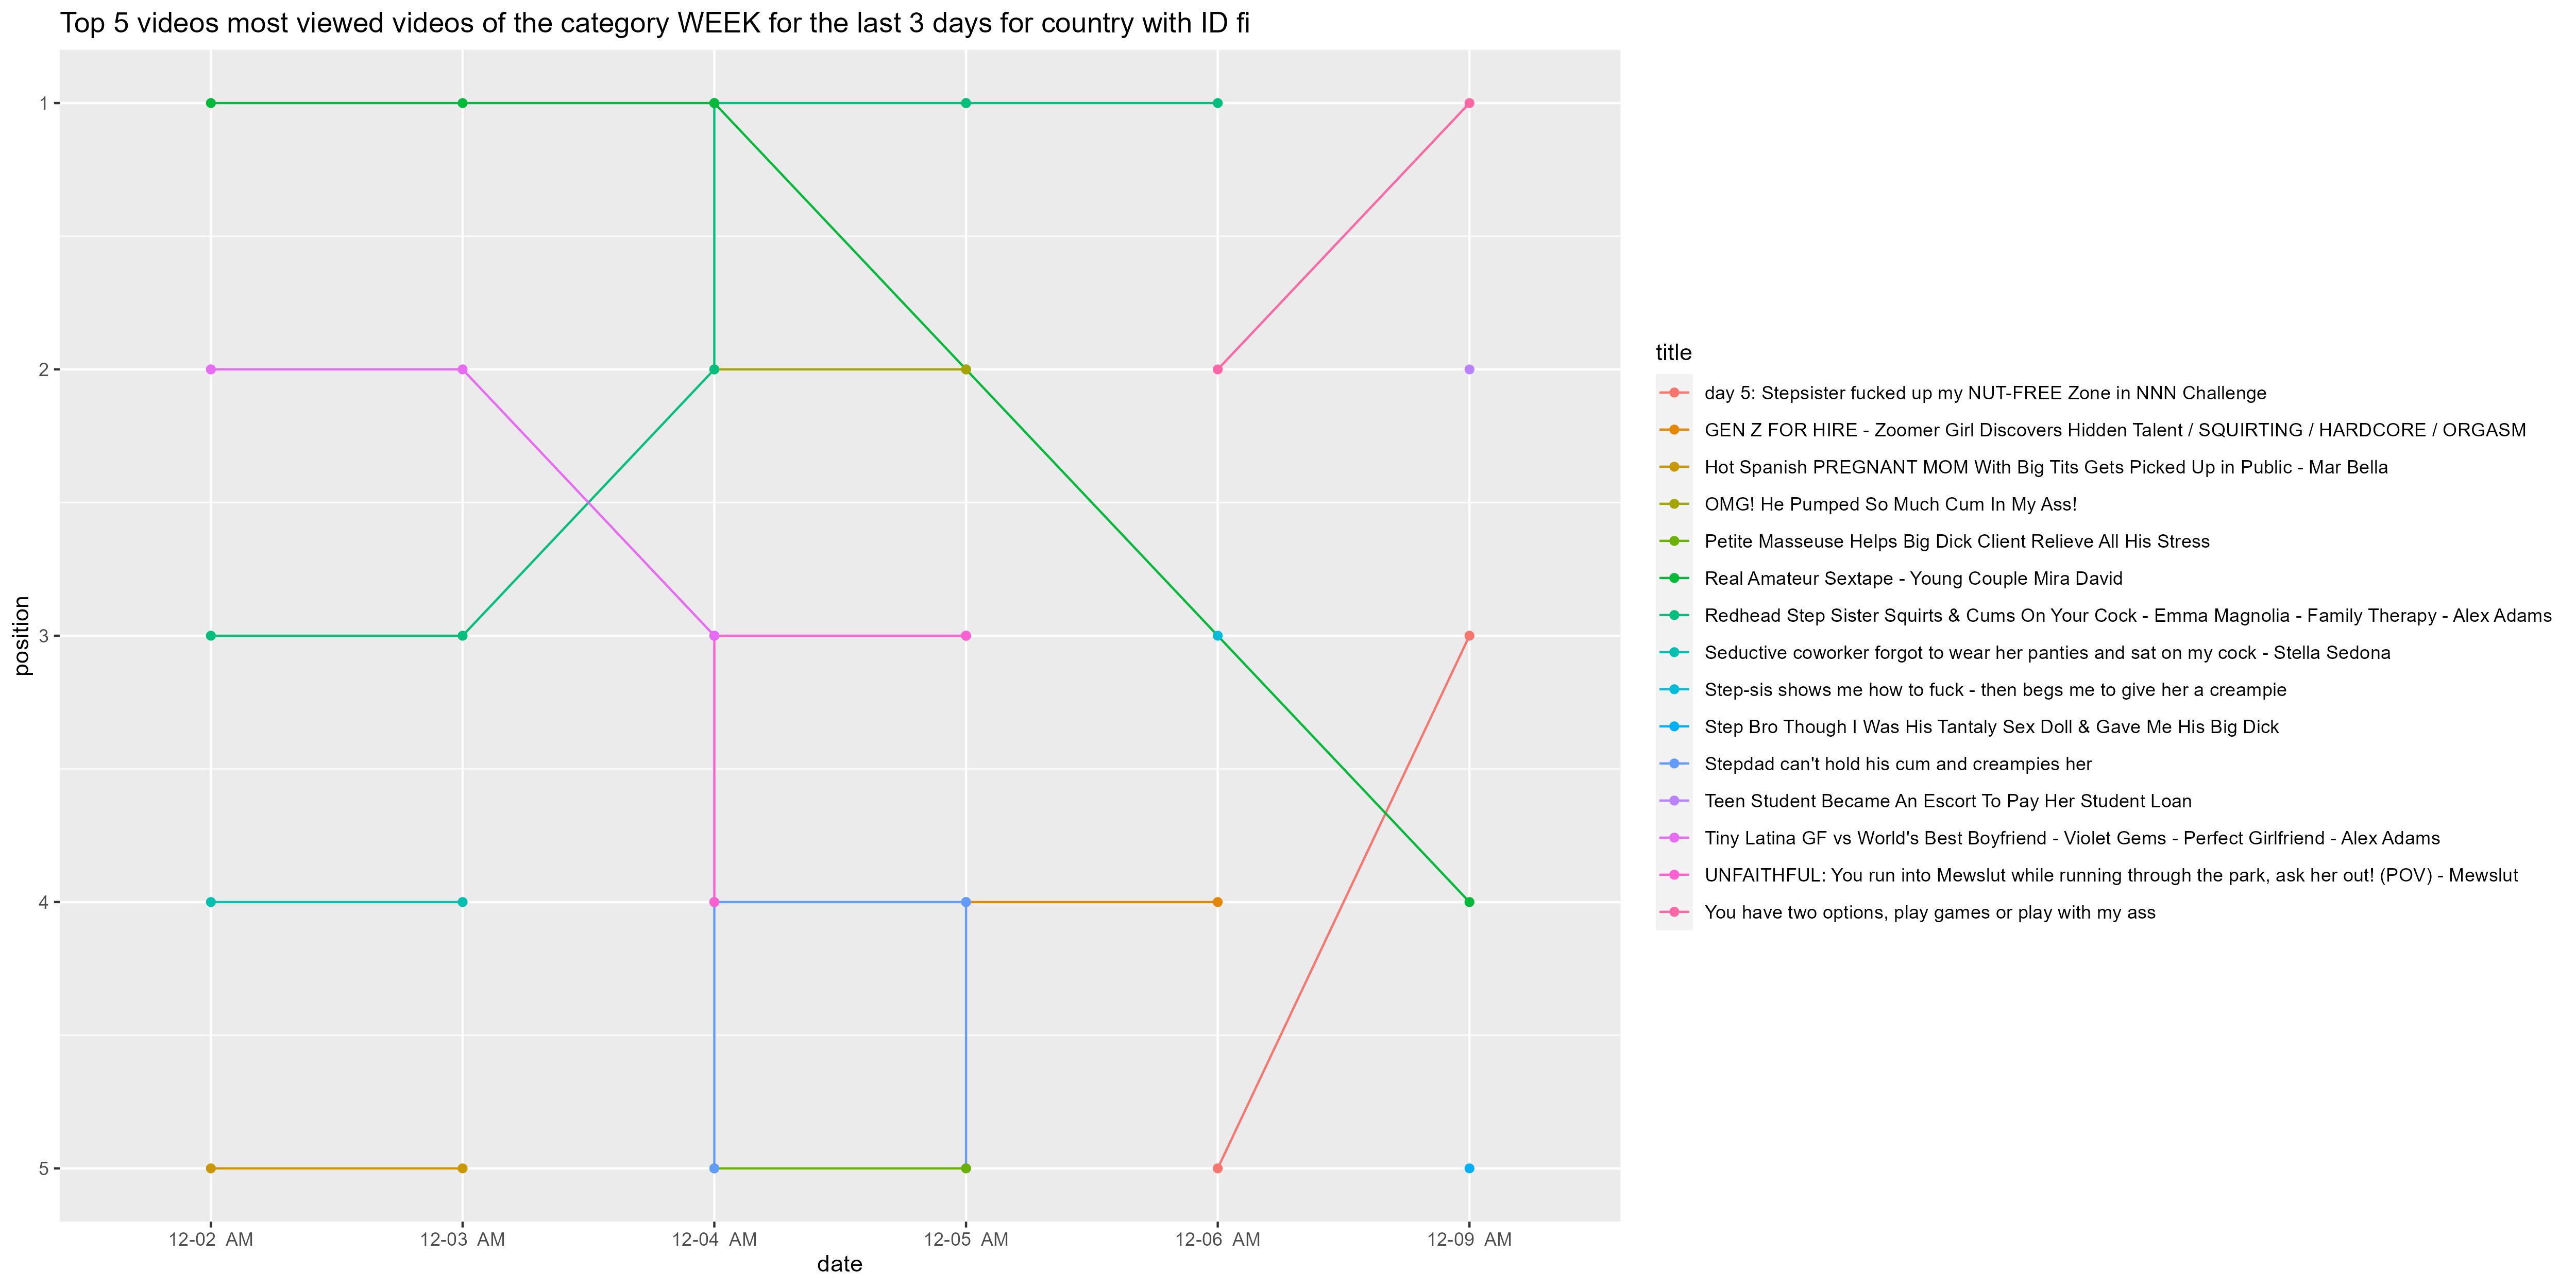 Top 5 videos most viewed videos of the category WEEK for the last 3 days for country with ID fi
position
1
2
3
4
5
12-02 AM
12-03 AM
12-04 AM
12-05 AM
12-06 AM
12-09 AM
date
title
day 5: Stepsister fucked up my NUT-FREE Zone in NNN Challenge
GEN Z FOR HIRE - Zoomer Girl Discovers Hidden Talent / SQUIRTING / HARDCORE / ORGASM
Hot Spanish PREGNANT MOM With Big Tits Gets Picked Up in Public - Mar Bella
OMG! He Pumped So Much Cum In My Ass!
Petite Masseuse Helps Big Dick Client Relieve All His Stress
Real Amateur Sextape - Young Couple Mira David
Redhead Step Sister Squirts & Cums On Your Cock - Emma Magnolia - Family Therapy - Alex Adams
Seductive coworker forgot to wear her panties and sat on my cock - Stella Sedona
Step-sis shows me how to fuck - then begs me to give her a creampie
Step Bro Though I Was His Tantaly Sex Doll & Gave Me His Big Dick
Stepdad can't hold his cum and creampies her
Teen Student Became An Escort To Pay Her Student Loan
Tiny Latina GF vs World's Best Boyfriend - Violet Gems - Perfect Girlfriend - Alex Adams
UNFAITHFUL: You run into Mewslut while running through the park, ask her out! (POV) - Mewslut
You have two options, play games or play with my ass